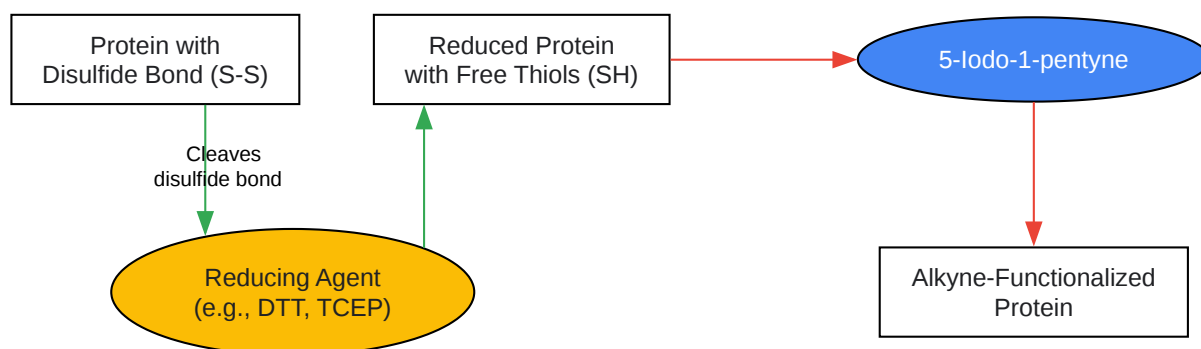 Protein with
Disulfide Bond (S-S)
Reduced Protein
with Free Thiols (SH)
5-Iodo-1-pentyne
Cleaves
disulfide bond
Reducing Agent
(e.g., DTT, TCEP)
Alkyne-Functionalized
Protein